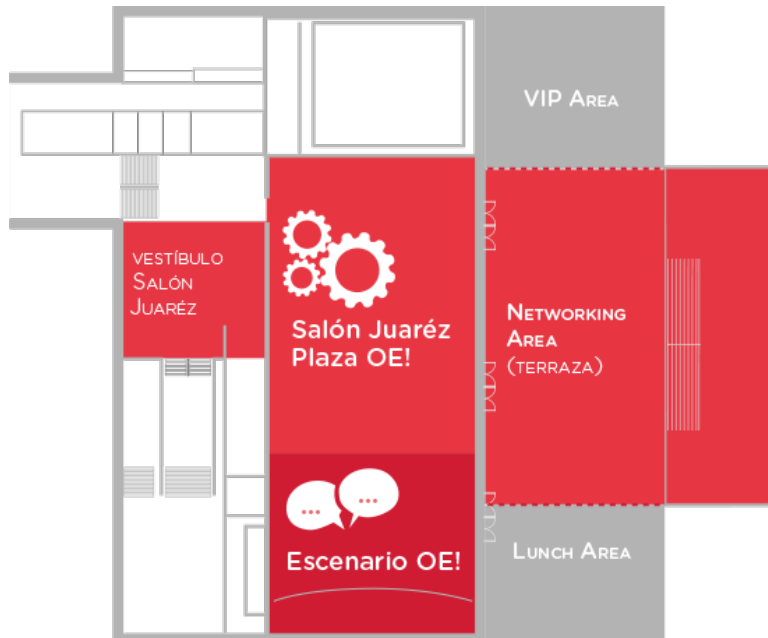 VIP AREA
VESTÍBULO
SALÓN
JUARÉZ
Salón Juaréz
Plaza OE!
NETWORKING
AREA
(TERRAZA)
...
...
Escenario OE!
LUNCH AREA